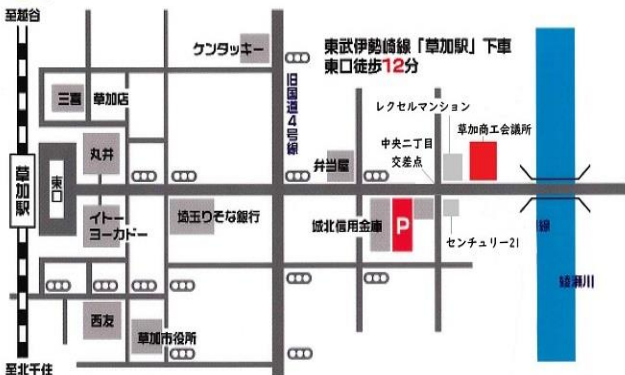 至越谷
ケンタッキー
東武伊勢崎線「草加駅」下車
東口徒歩12分
旧国道4号線
三喜 草加店
レクセルマンション
草加商工会議所
中央二丁目
交差点
丸井
弁当屋
草加駅
東口
イトー
ヨーカドー
埼玉りそな銀行
城北信用金庫
P
センチュリー21
線
綾瀬川
西友
草加市役所
至北千住